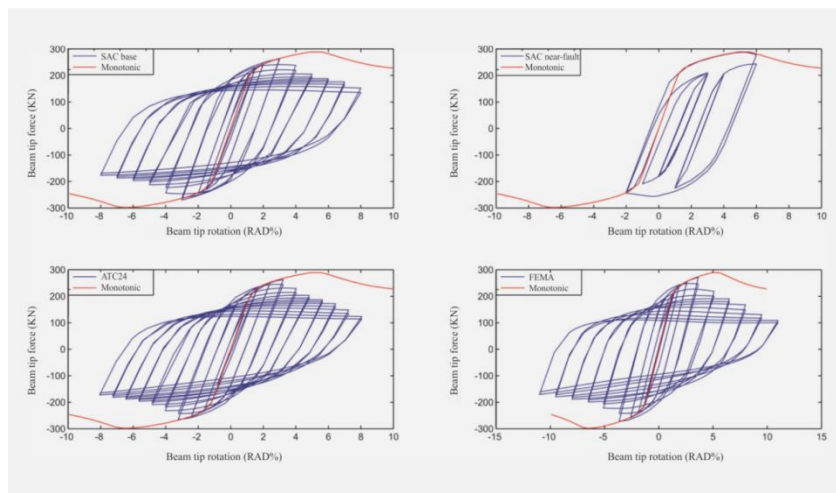 300
SAC base
Monotonic
200
100
0
-100
-200
-300
Beam tip force (KN)
-10 -8 -6 -4 -2 0 2 4 6 8 10
Beam tip rotation (RAD%)
300
SAC near-fault
Monotonic
200
100
0
-100
-200
-300
Beam tip force (KN)
-10 -8 -6 -4 -2 0 2 4 6 8 10
Beam tip rotation (RAD%)
300
ATC24
Monotonic
200
100
0
-100
-200
-300
Beam tip force (KN)
-10 -8 -6 -4 -2 0 2 4 6 8 10
Beam tip rotation (RAD%)
300
FEMA
Monotonic
200
100
0
-100
-200
-300
Beam tip force (KN)
-15 -10 -5 0 5 10 15
Beam tip rotation (RAD%)